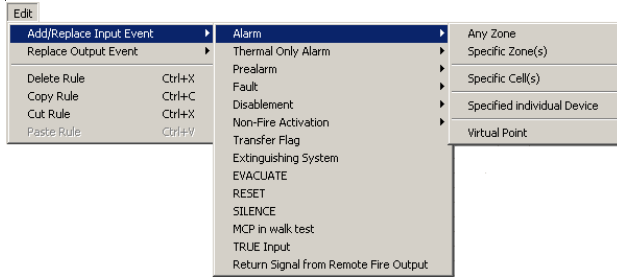 Edit
Add/Replace Input Event
Replace Output Event
Delete Rule Ctrl+X
Copy Rule Ctrl+C
Cut Rule Ctrl+X
Paste Rule Ctrl+V
Alarm
Thermal Only Alarm
Prealarm
Fault
Disablement
Non-Fire Activation
Transfer Flag
Extinguishing System
EVACUATE
RESET
SILENCE
MCP in walk test
TRUE Input
Return Signal from Remote Fire Output
Any Zone
Specific Zone(s)
Specific Cell(s)
Specified individual Device
Virtual Point